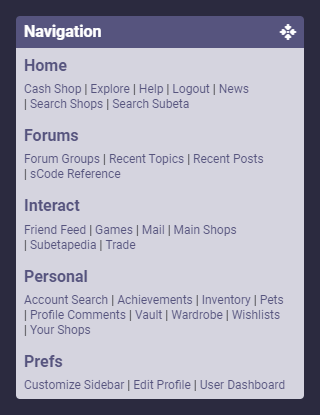 Navigation
Home
Cash Shop | Explore | Help | Logout | News
| Search Shops | Search Subeta
Forums
Forum Groups | Recent Topics | Recent Posts
| sCode Reference
Interact
Friend Feed | Games | Mail | Main Shops
| Subetapedia | Trade
Personal
Account Search | Achievements | Inventory | Pets
| Profile Comments | Vault | Wardrobe | Wishlists
| Your Shops
Prefs
Customize Sidebar | Edit Profile | User Dashboard